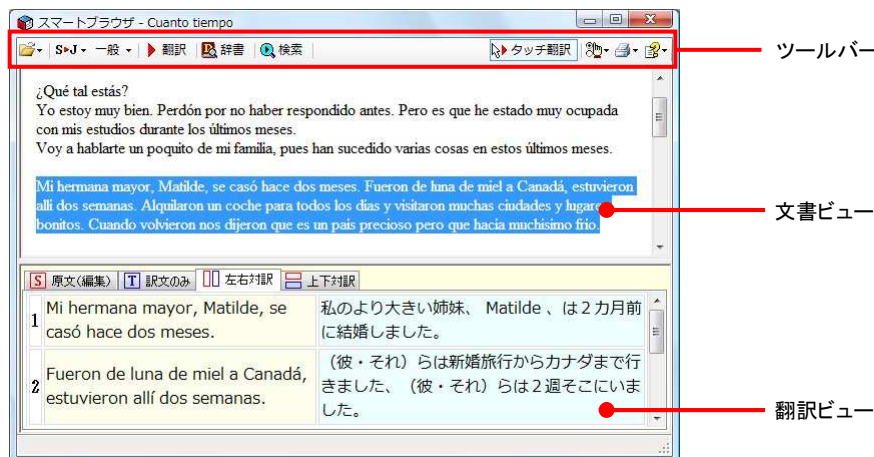 スマートブラウザ - Cuanto tiempo
S▸J 一般 翻訳 辞書 検索 タッチ翻訳
ツールバー
¿Qué tal estás?
Yo estoy muy bien. Perdón por no haber respondido antes. Pero es que he estado muy ocupada
con mis estudios durante los últimos meses.
Voy a hablarte un poquito de mi familia, pues han sucedido varias cosas en estos últimos meses.
Mi hermana mayor, Matilde, se casó hace dos meses. Fueron de luna de miel a Canadá, estuvieron
allí dos semanas. Alquilaron un coche para todos los días y visitaron muchas ciudades y lugares
bonitos. Cuando volvieron nos dijeron que es un país precioso pero que hacía muchísimo frío.
文書ビュー
S 原文(編集) T 訳文のみ 左右対訳 上下対訳
1
Mi hermana mayor, Matilde, se
casó hace dos meses.
私のより大きい姉妹、 Matilde 、は2カ月前
に結婚しました。
2
Fueron de luna de miel a Canadá,
estuvieron allí dos semanas.
（彼・それ）らは新婚旅行からカナダまで行
きました、（彼・それ）らは2週そこにいま
した。
翻訳ビュー